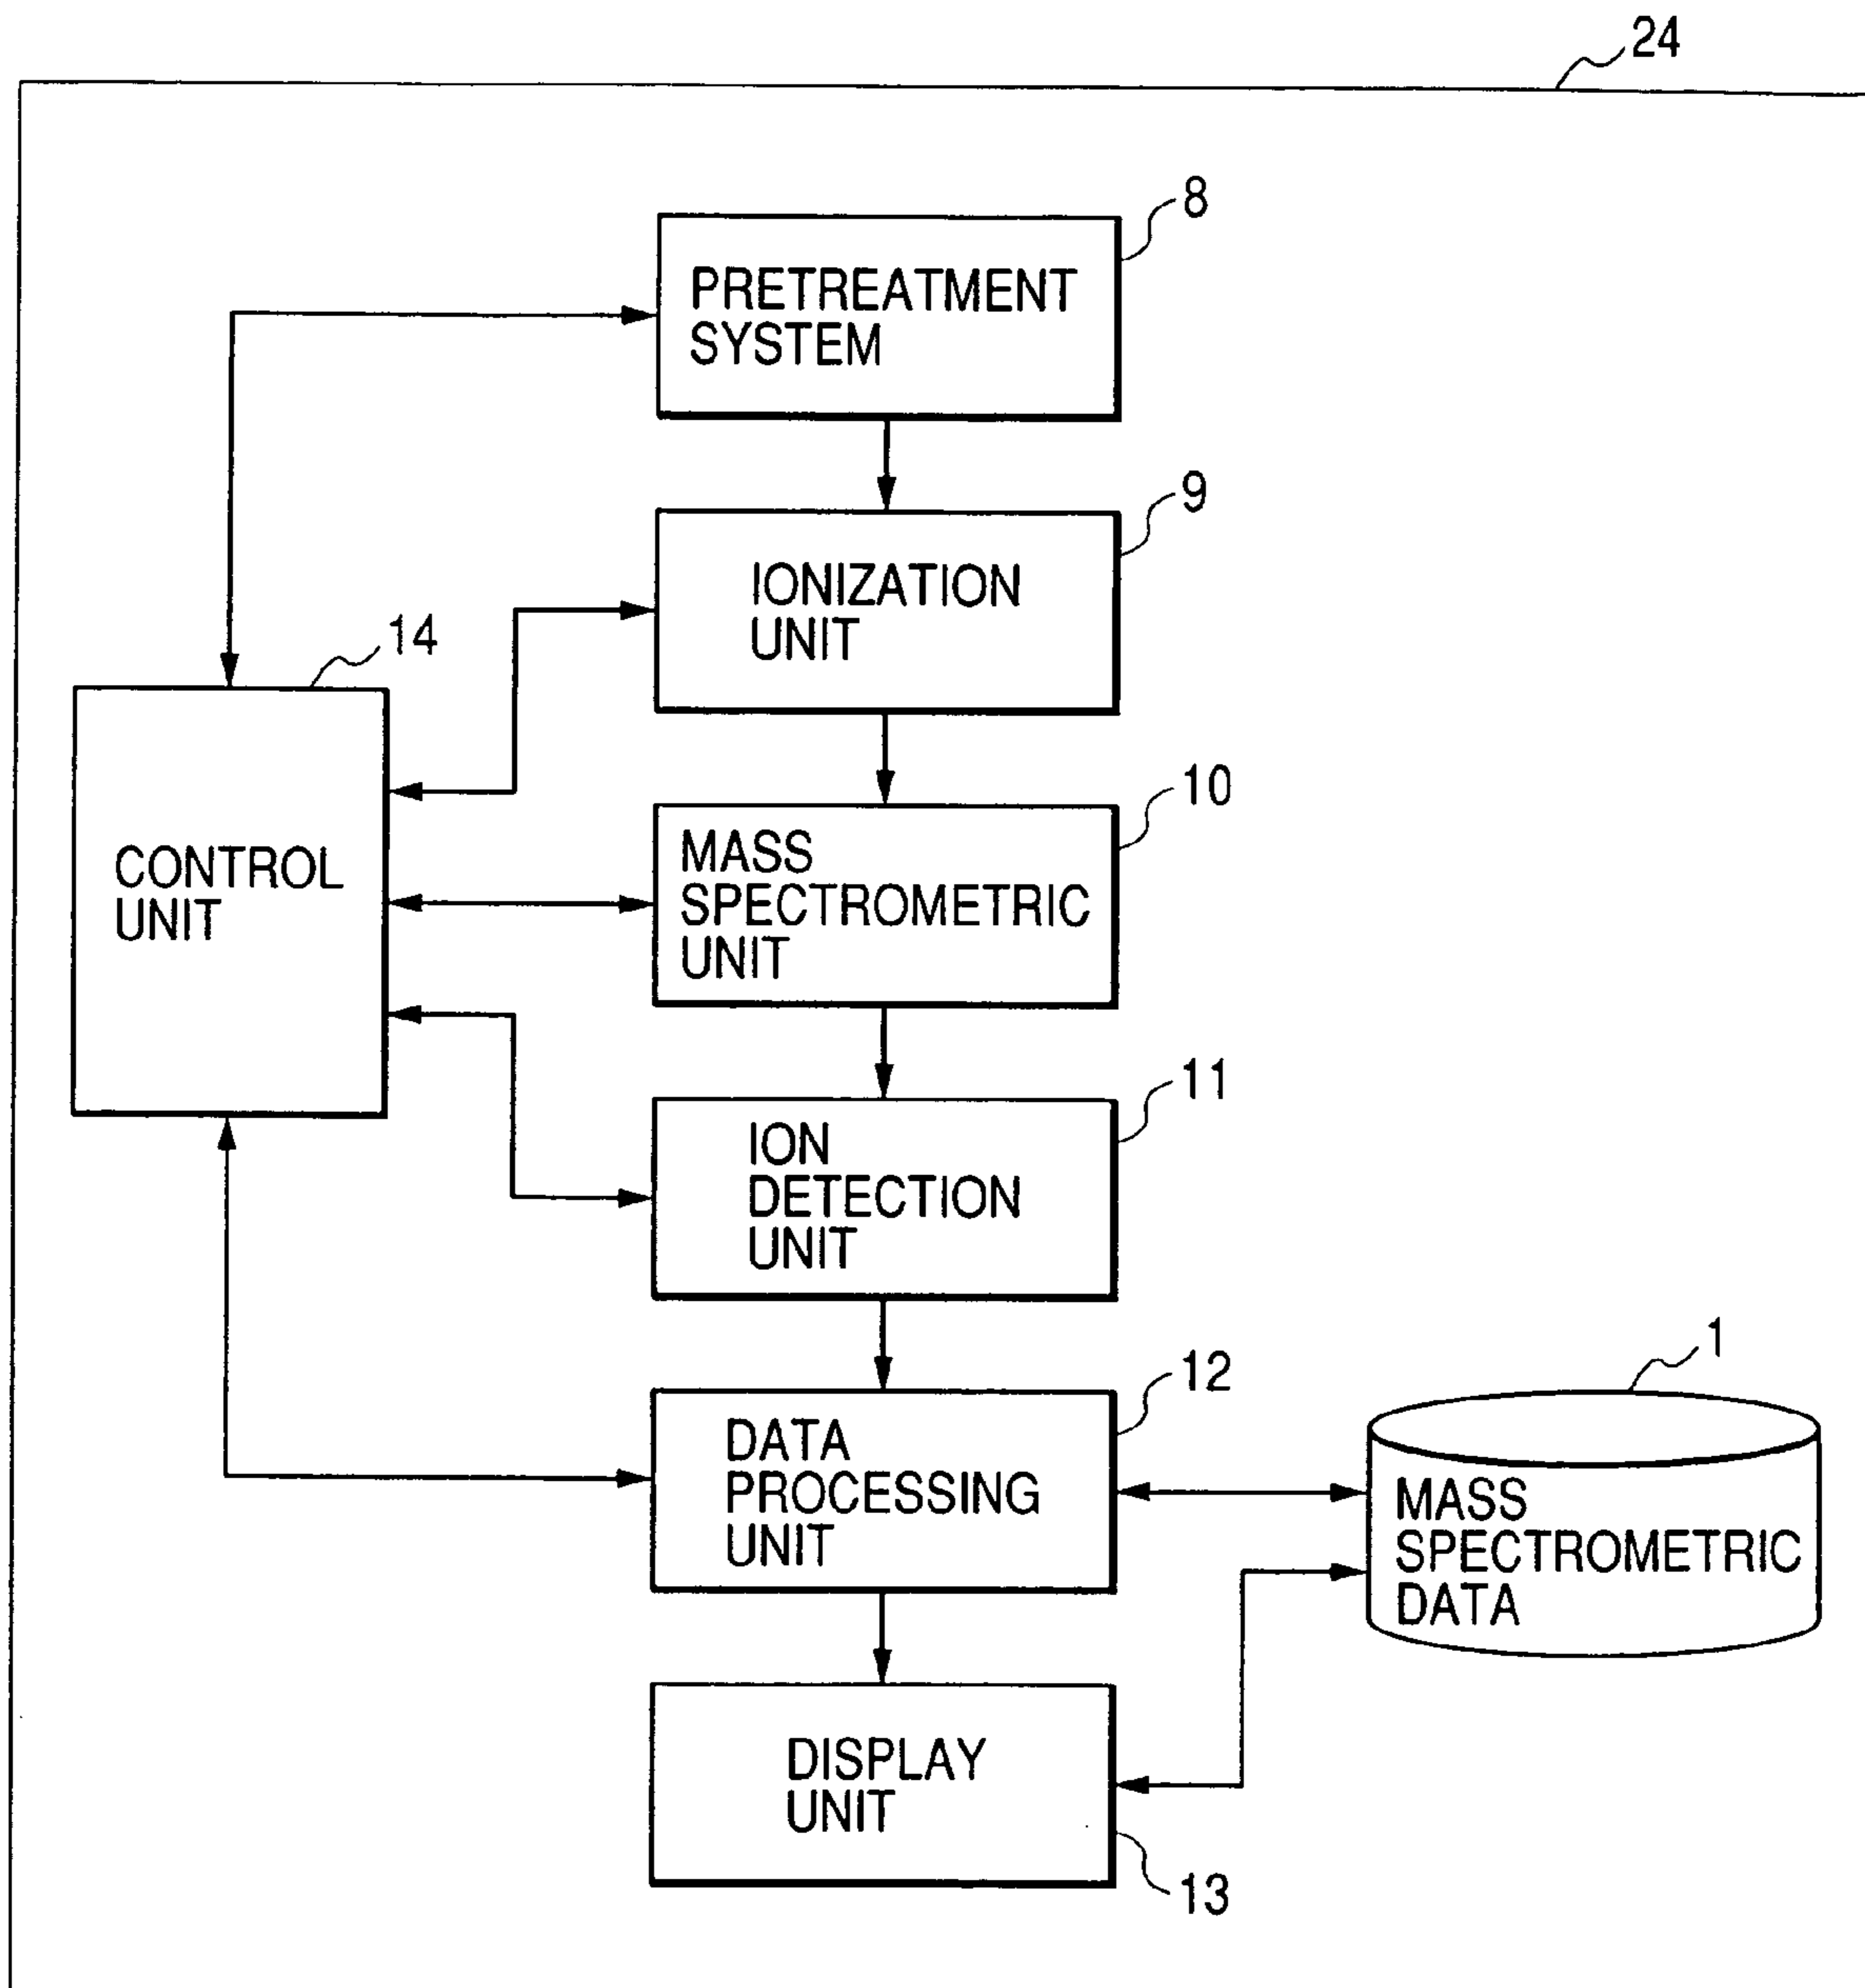 24
8
PRETREATMENT
SYSTEM
9
IONIZATION
UNIT
14
CONTROL
UNIT
10
MASS
SPECTROMETRIC
UNIT
11
ION
DETECTION
UNIT
12
DATA
PROCESSING
UNIT
1
MASS
SPECTROMETRIC
DATA
DISPLAY
UNIT
13